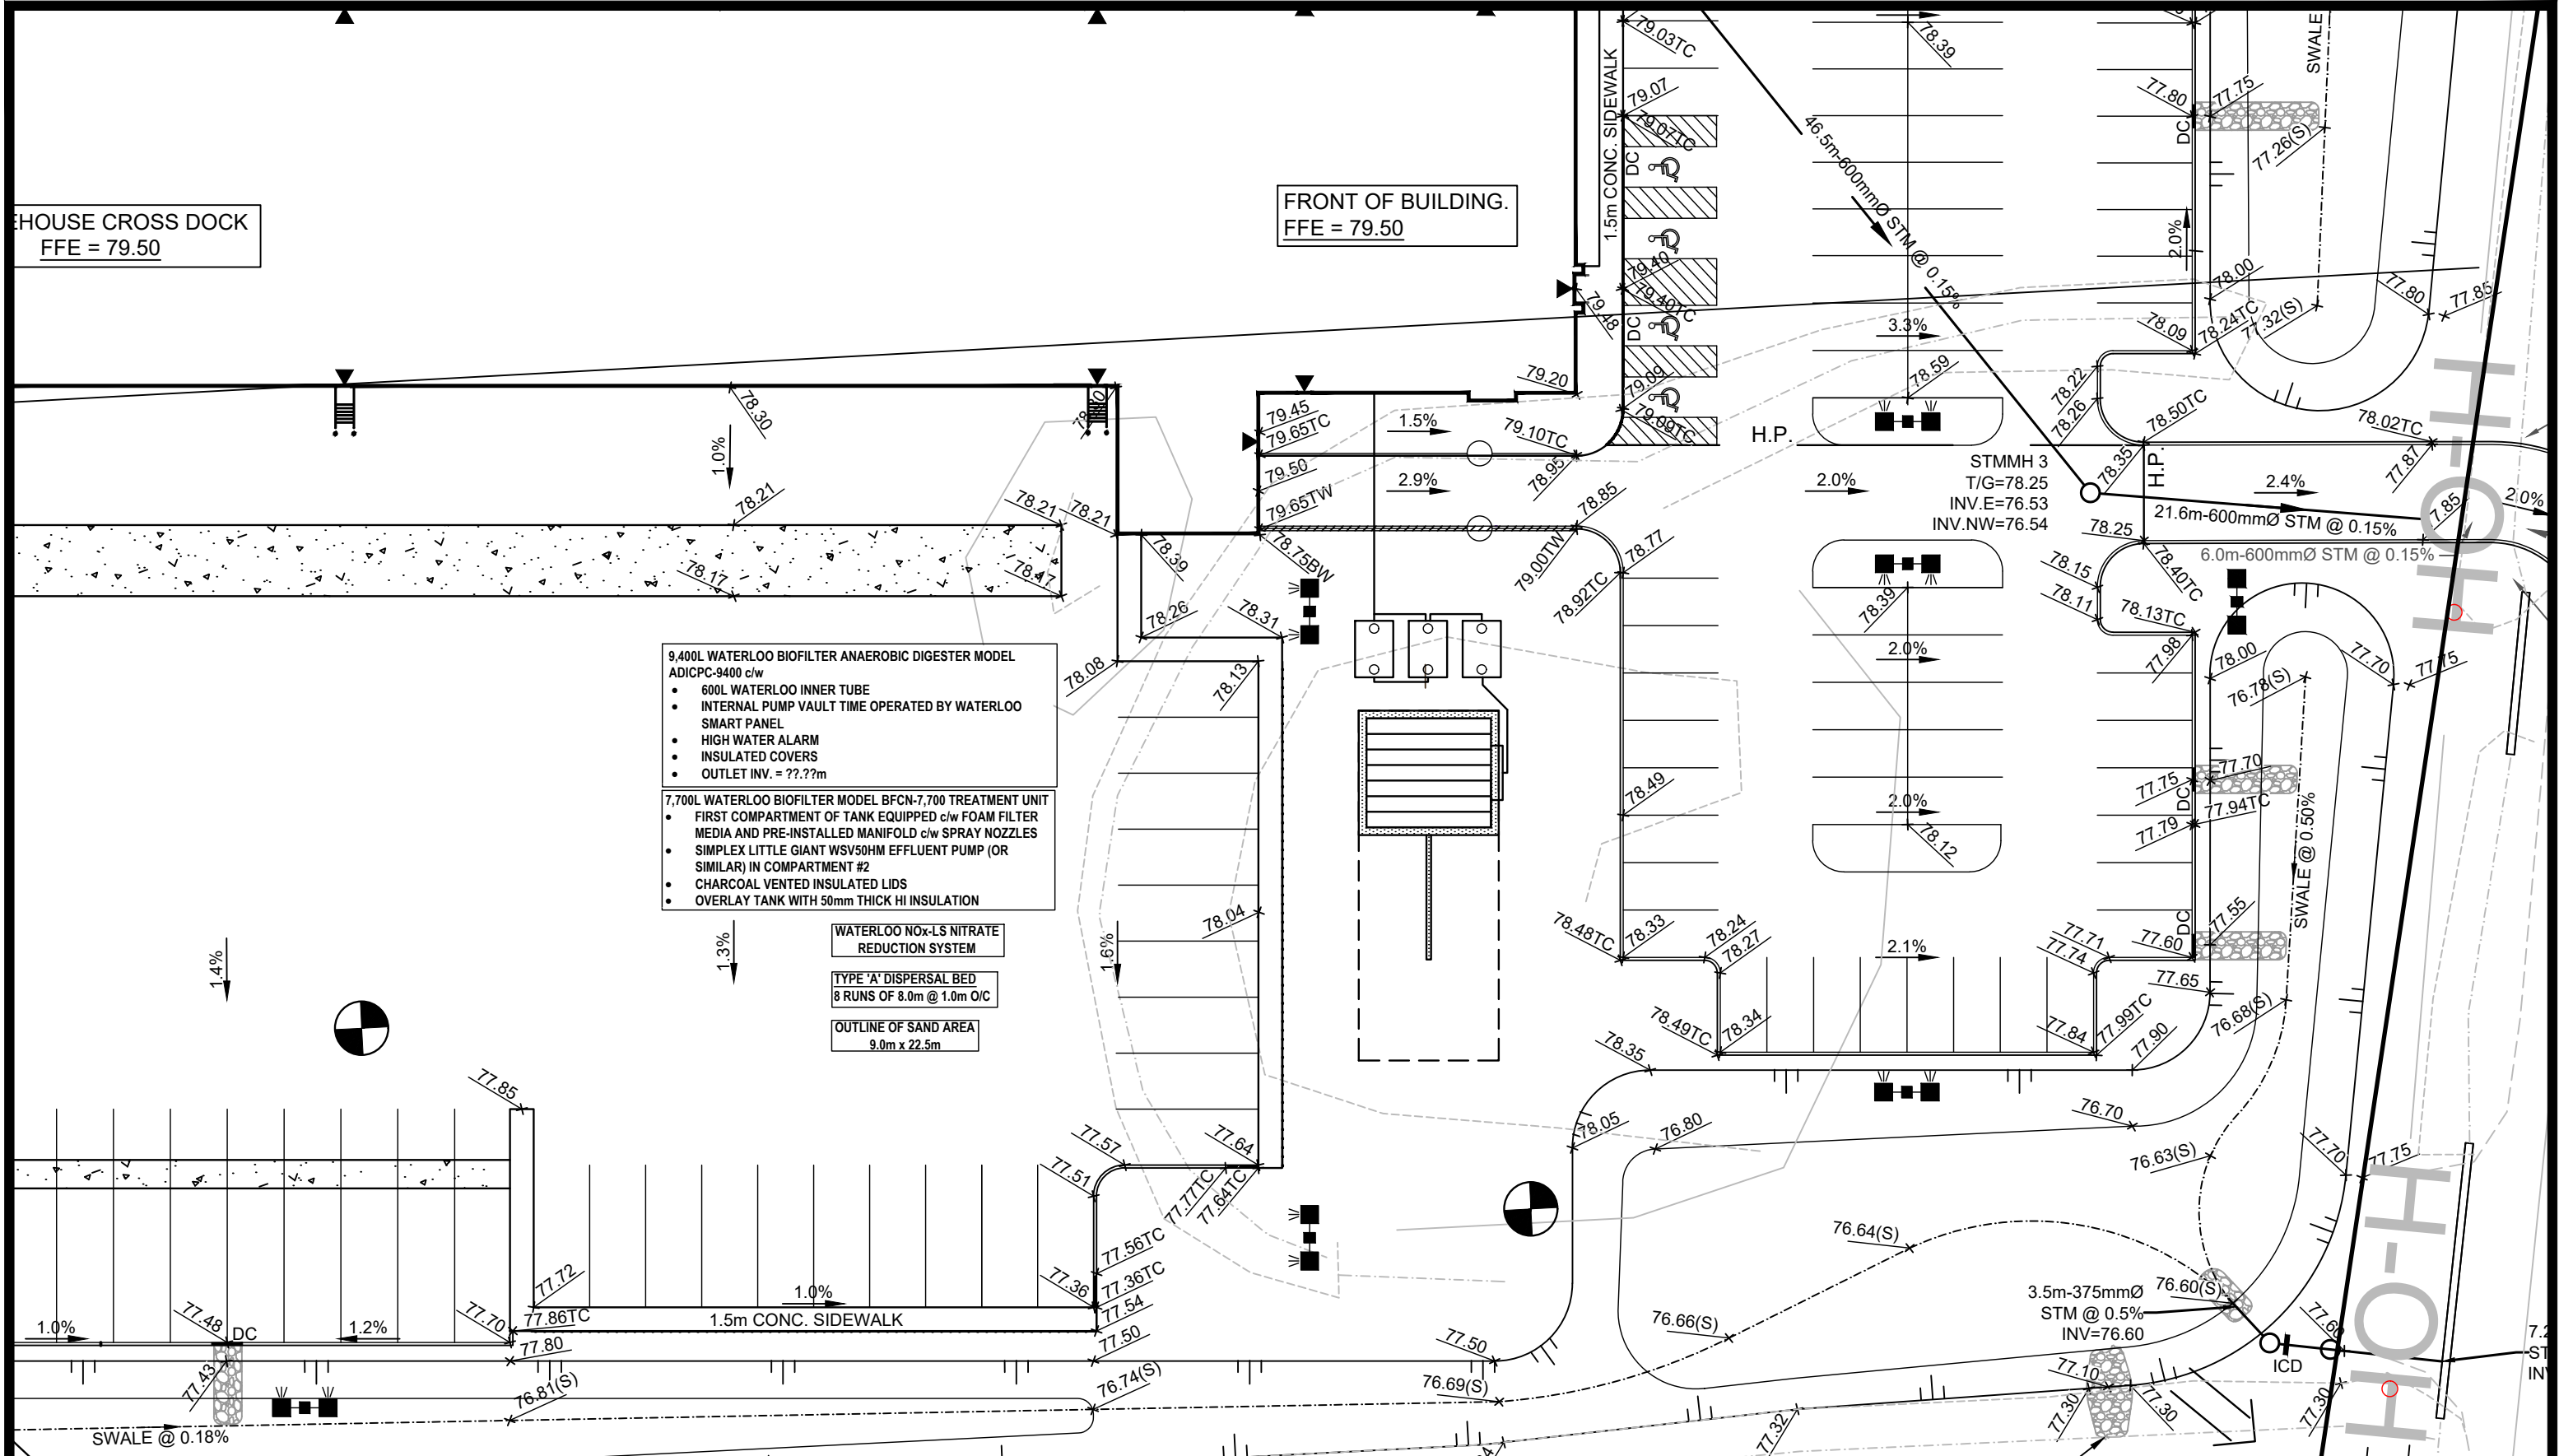 EHOUSE CROSS DOCK
FFE = 79.50
FRONT OF BUILDING.
FFE = 79.50
1.5m CONC. SIDEWALK
79.03TC
79.07
79.07TC
DC
79.40
79.40TC
79.48
DC
79.09
79.09TC
79.20
78.39
46.5m-600mmØ STM @ 0.15%
3.3%
78.59
77.80
77.75
DC
77.26(S)
SWALE
2.0%
78.00
78.24TC
77.32(S)
78.09
77.80
77.85
78.22
78.26
78.50TC
78.02TC
77.87
78.35
H.P.
H.P.
78.30
1.0%
78.21
78.21
78.21
78.17
78.17
79.45
79.65TC
79.50
79.65TW
1.5%
2.9%
79.10TC
78.95
78.85
78.77
79.00TW
78.92TC
78.75BW
78.39
78.26
78.31
78.08
78.13
STMMH 3
T/G=78.25
INV.E=76.53
INV.NW=76.54
2.0%
2.4%
21.6m-600mmØ STM @ 0.15%
6.0m-600mmØ STM @ 0.15%
7.85
2.0%
78.25
78.40TC
78.15
78.11
78.13TC
77.98
78.00
76.78(S)
77.70
77.75
H-O-H
78.39
2.0%
2.0%
78.12
78.49
77.70
77.75
DC
77.94TC
77.79
SWALE @ 0.50%
9,400L WATERLOO BIOFILTER ANAEROBIC DIGESTER MODEL
ADICPC-9400 c/w
• 600L WATERLOO INNER TUBE
• INTERNAL PUMP VAULT TIME OPERATED BY WATERLOO
SMART PANEL
• HIGH WATER ALARM
• INSULATED COVERS
• OUTLET INV. = ??.??m
7,700L WATERLOO BIOFILTER MODEL BFCN-7,700 TREATMENT UNIT
• FIRST COMPARTMENT OF TANK EQUIPPED c/w FOAM FILTER
MEDIA AND PRE-INSTALLED MANIFOLD c/w SPRAY NOZZLES
• SIMPLEX LITTLE GIANT WSV50HM EFFLUENT PUMP (OR
SIMILAR) IN COMPARTMENT #2
• CHARCOAL VENTED INSULATED LIDS
• OVERLAY TANK WITH 50mm THICK HI INSULATION
WATERLOO NOx-LS NITRATE
REDUCTION SYSTEM
TYPE 'A' DISPERSAL BED
8 RUNS OF 8.0m @ 1.0m O/C
OUTLINE OF SAND AREA
9.0m x 22.5m
1.4%
1.3%
1.6%
78.04
78.48TC
78.33
78.24
78.27
2.1%
77.71
77.74
77.60
DC
77.55
77.65
76.68(S)
78.49TC
78.34
77.84
77.99TC
77.90
78.35
78.05
76.80
76.70
76.63(S)
77.70
77.75
77.85
77.57
77.64
77.51
77.77TC
77.64TC
77.72
77.56TC
77.36
77.36TC
77.54
1.0%
1.5m CONC. SIDEWALK
77.48
DC
77.70
77.86TC
77.80
77.50
77.50
1.0%
1.2%
77.43
76.81(S)
76.74(S)
76.69(S)
76.66(S)
76.64(S)
3.5m-375mmØ
STM @ 0.5%
INV=76.60
76.60(S)
ICD
77.10
77.30
77.30
77.30
77.32
SWALE @ 0.18%
H-O-H
7.2
ST